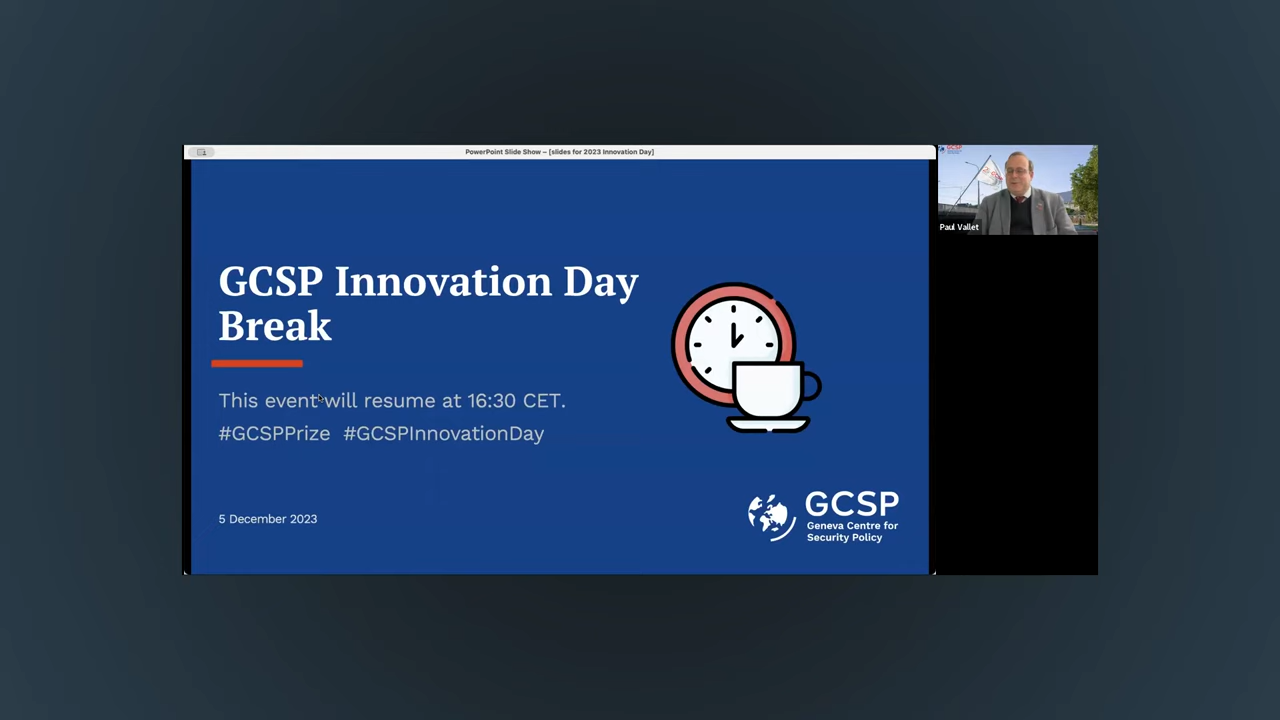 PowerPoint Slide Show – [slides for 2023 Innovation Day]
GCSP Innovation Day
Break
This event will resume at 16:30 CET.
#GCSPPrize #GCSPInnovationDay
5 December 2023
GCSP
Geneva Centre for
Security Policy
GCSP
Paul Vallet